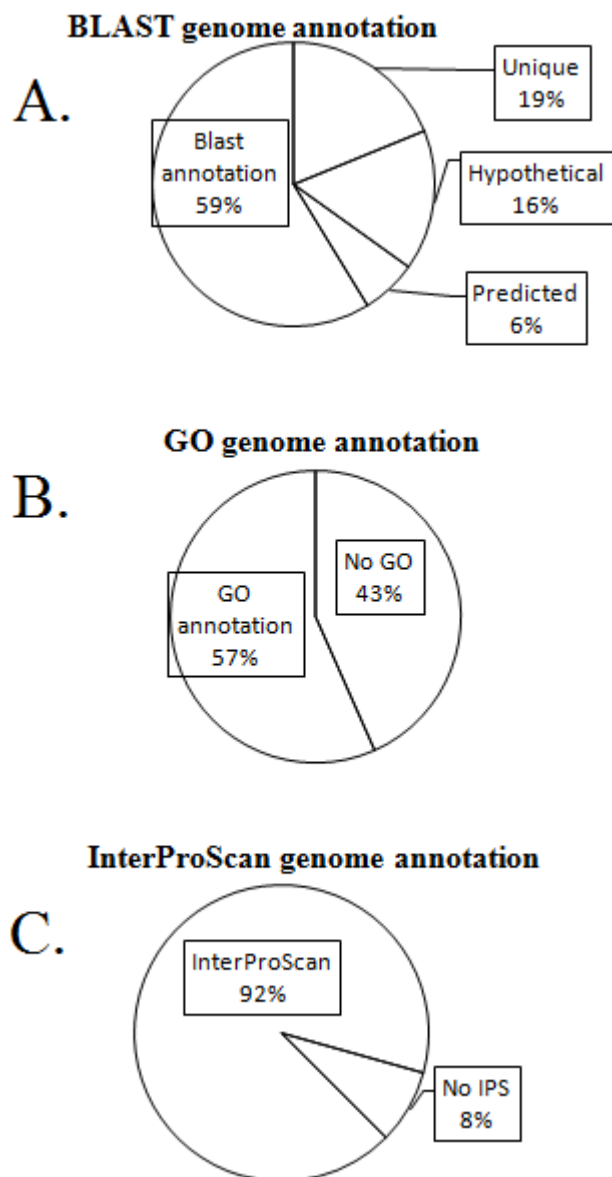 BLAST genome annotation
A.
Unique
19%
Blast
annotation
59%
Hypothetical
16%
Predicted
6%
GO genome annotation
B.
No GO
43%
GO
annotation
57%
InterProScan genome annotation
C.
InterProScan
92%
No IPS
8%